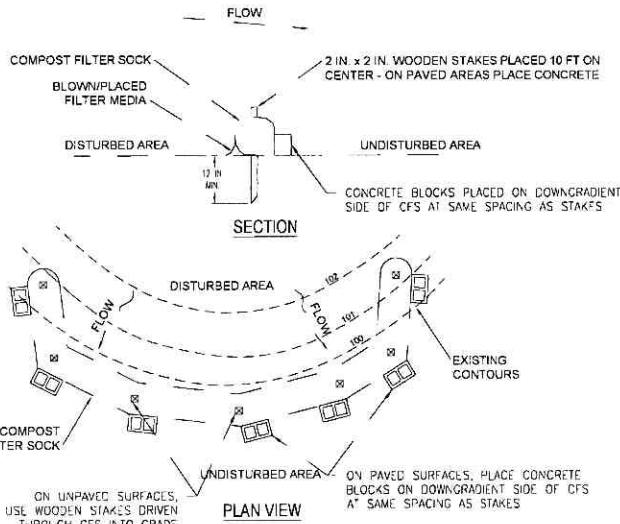 FLOW
COMPOST FILTER SOCK
2 IN. x 2 IN. WOODEN STAKES PLACED 10 FT ON
CENTER - ON PAVED AREAS PLACE CONCRETE
BLOWN/PLACED
FILTER MEDIA
DISTURBED AREA
UNDISTURBED AREA
12 IN
MIN.
CONCRETE BLOCKS PLACED ON DOWNGRADIENT
SIDE OF CFS AT SAME SPACING AS STAKES
SECTION
DISTURBED AREA
102
FLOW
FLOW
101
100
EXISTING
CONTOURS
COMPOST
TER SOCK
UNDISTURBED AREA
ON PAVED SURFACES, PLACE CONCRETE
BLOCKS ON DOWNGRADIENT SIDE OF CFS
AT SAME SPACING AS STAKES
ON UNPAVED SURFACES,
USE WOODEN STAKES DRIVEN
THROUGH CFS INTO GRADE
PLAN VIEW